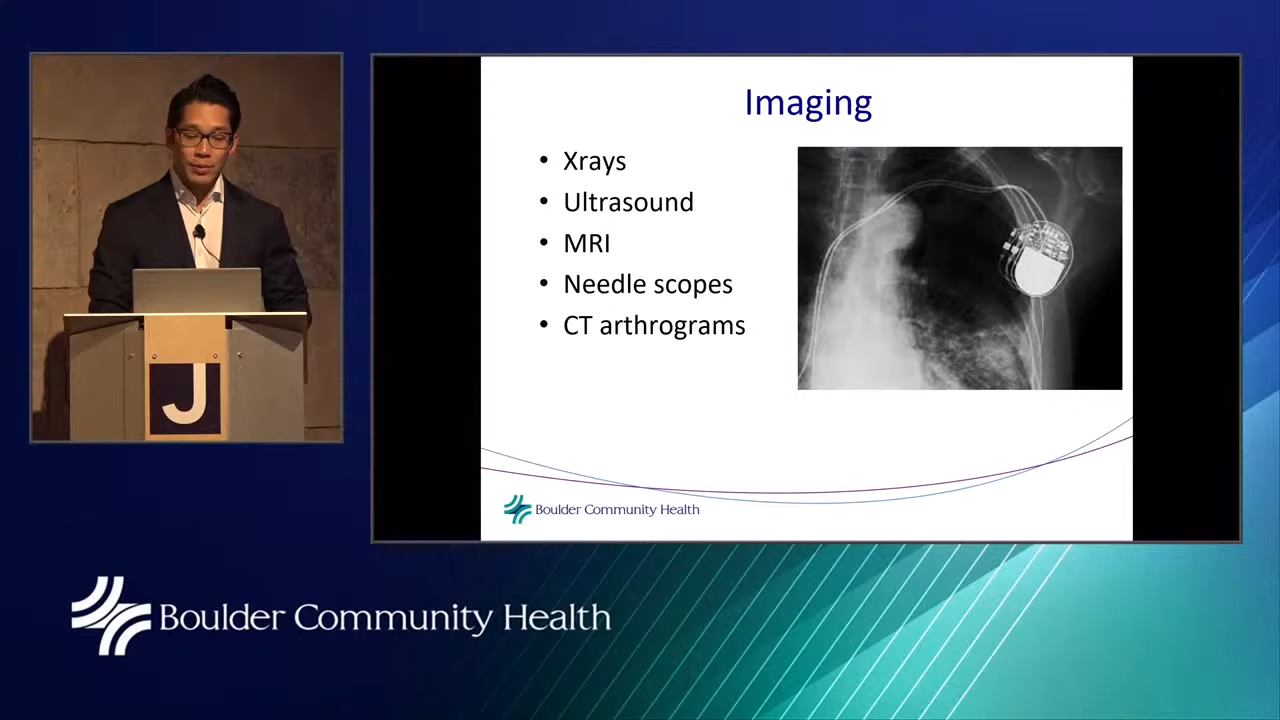 Imaging
• Xrays
• Ultrasound
• MRI
• Needle scopes
• CT arthrograms
Boulder Community Health
J
Boulder Community Health